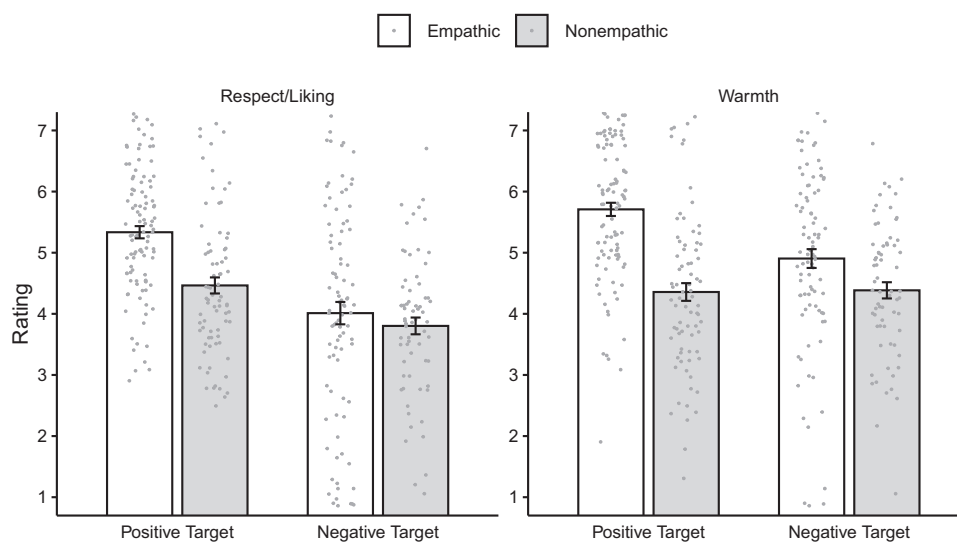 Empathic Nonempathic
Respect/Liking
Warmth
Rating
7
6
5
4
3
2
1
Positive Target Negative Target
7
6
5
4
3
2
1
Positive Target Negative Target